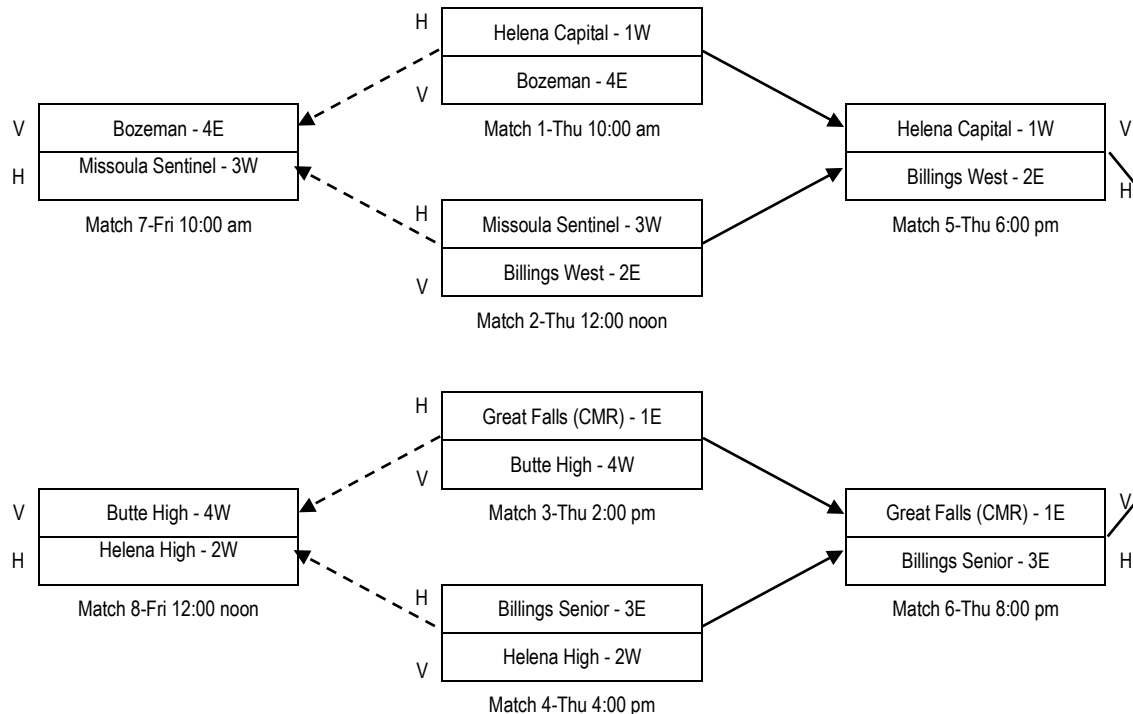 H
Helena Capital - 1W
V
Bozeman - 4E
Match 1-Thu 10:00 am
V
Bozeman - 4E
H
Missoula Sentinel - 3W
Match 7-Fri 10:00 am
Helena Capital - 1W
V
Billings West - 2E
H
Match 5-Thu 6:00 pm
H
Missoula Sentinel - 3W
V
Billings West - 2E
Match 2-Thu 12:00 noon
H
Great Falls (CMR) - 1E
V
Butte High - 4W
Match 3-Thu 2:00 pm
V
Butte High - 4W
H
Helena High - 2W
Match 8-Fri 12:00 noon
Great Falls (CMR) - 1E
V
Billings Senior - 3E
H
Match 6-Thu 8:00 pm
H
Billings Senior - 3E
V
Helena High - 2W
Match 4-Thu 4:00 pm